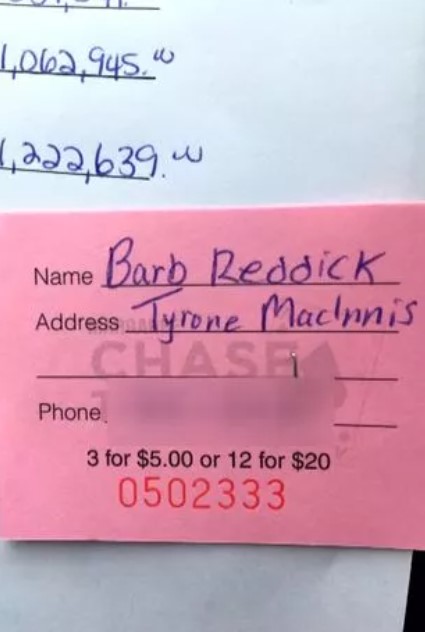 1,062,945.00
1,222,639.00
Name Barb Reddick
Address Tyrone MacInnis
CHASE
Phone
3 for $5.00 or 12 for $20
0502333